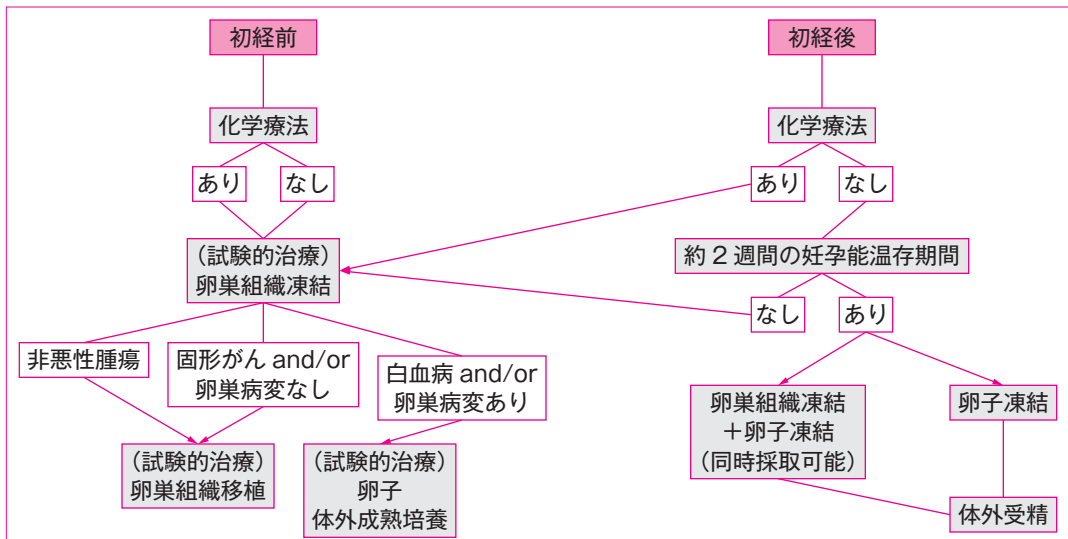 初経前
初経後
化学療法
化学療法
あり
なし
あり
なし
（試験的治療）
卵巣組織凍結
約 2 週間の妊孕能温存期間
なし
あり
非悪性腫瘍
固形がん and/or
卵巣病変なし
白血病 and/or
卵巣病変あり
卵巣組織凍結
＋卵子凍結
（同時採取可能）
卵子凍結
（試験的治療）
卵巣組織移植
（試験的治療）
卵子
体外成熟培養
体外受精